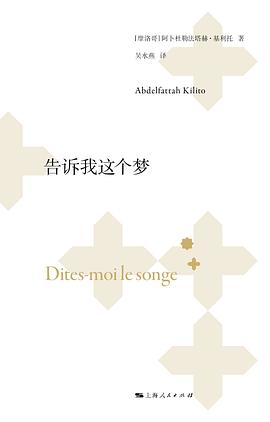 [摩洛哥]阿卜杜勒法塔赫·基利托 著
吴水燕 译
Abdelfattah Kilito
告诉我这个梦
Dites-moi le songe
上海人民出版社